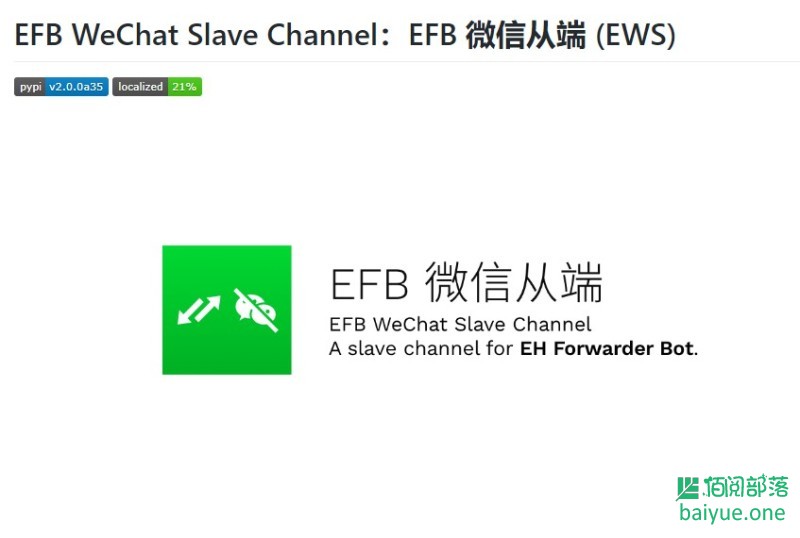 EFB WeChat Slave Channel：EFB 微信从端 (EWS)
pypi v2.0.0a35 localized 21%
EFB 微信从端
EFB WeChat Slave Channel
A slave channel for EH Forwarder Bot.
佰阅部落
baiyue.one